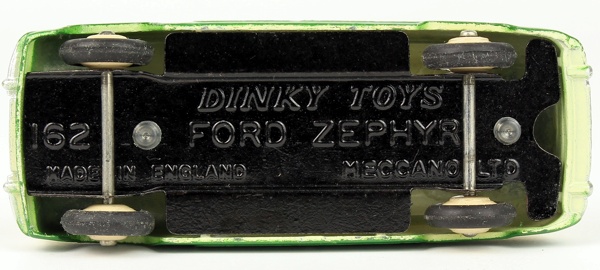 DINKY TOYS
162 FORD ZEPHYR
MADE IN ENGLAND MECCANO LTD